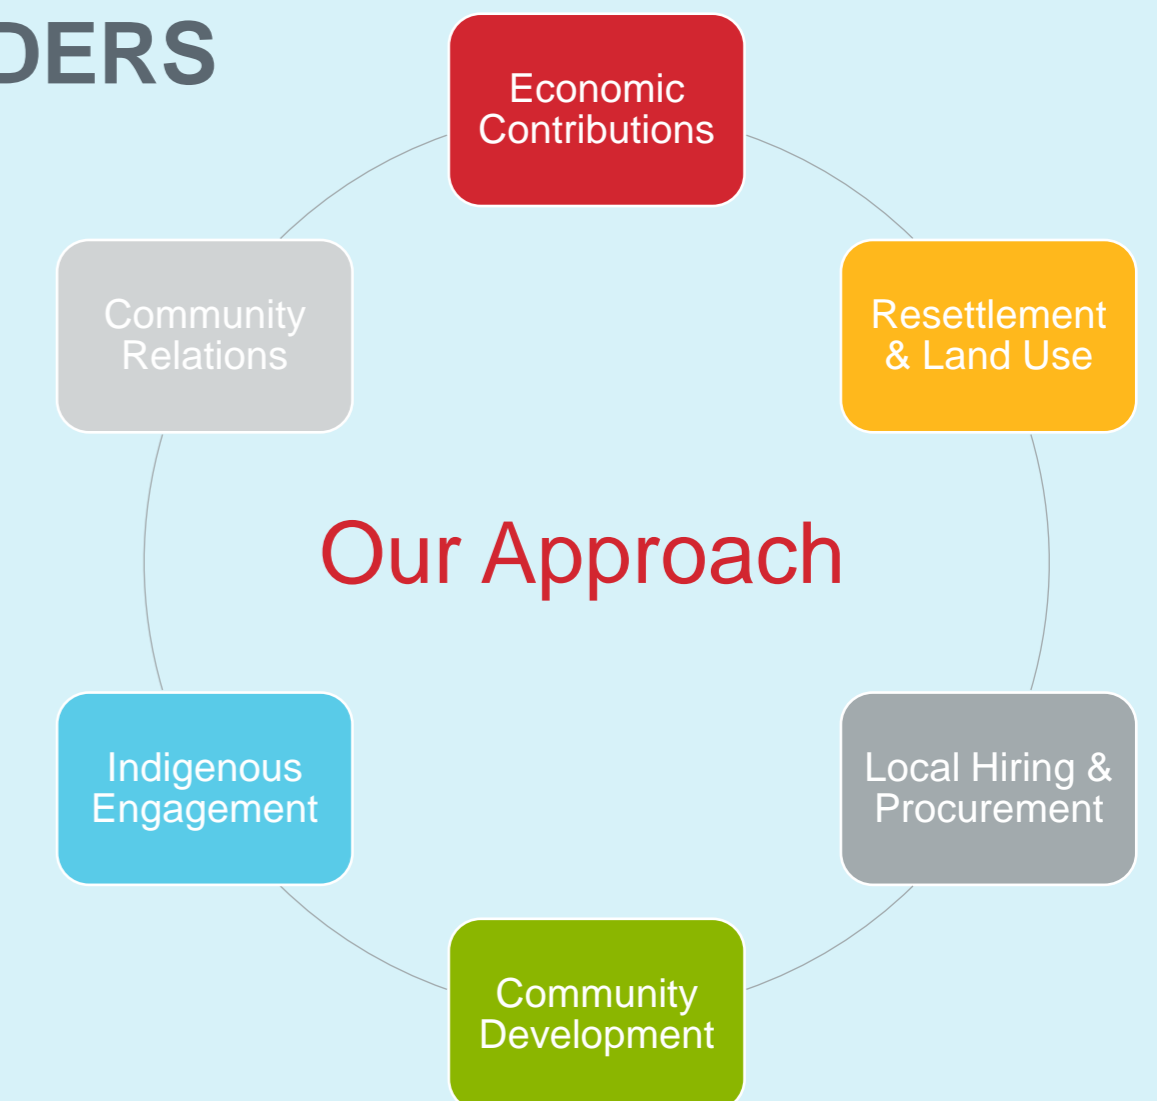 DERS
Economic
Contributions
Community
Relations
Resettlement
& Land Use
Our Approach
Indigenous
Engagement
Local Hiring &
Procurement
Community
Development